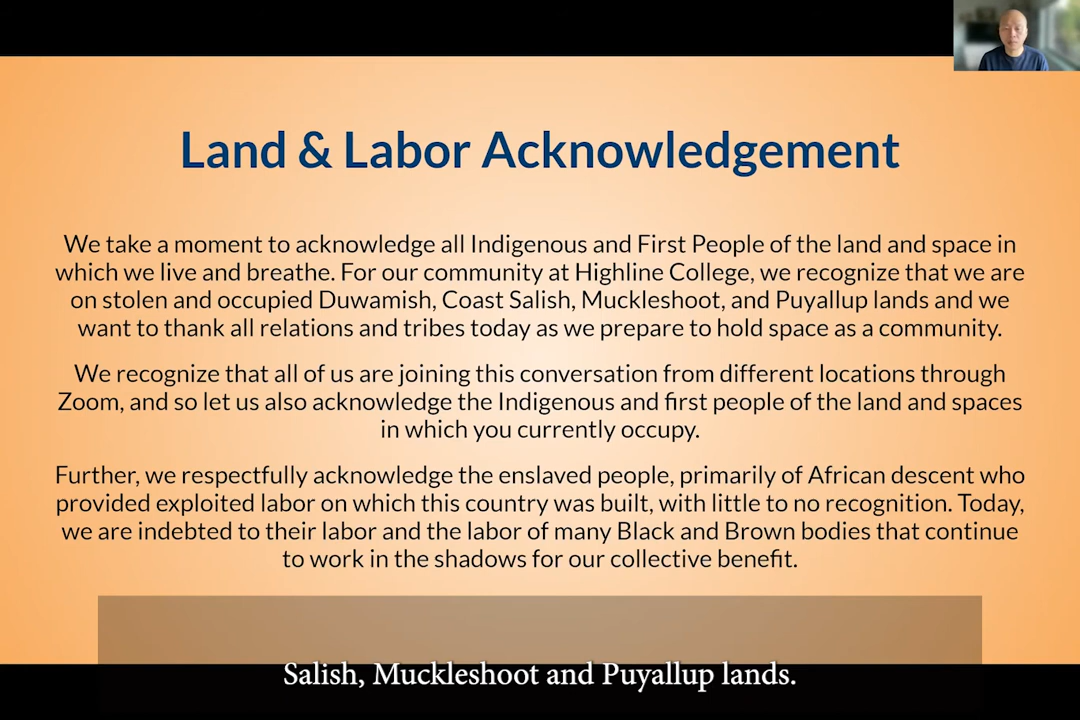 Land & Labor Acknowledgement
We take a moment to acknowledge all Indigenous and First People of the land and space in
which we live and breathe. For our community at Highline College, we recognize that we are
on stolen and occupied Duwamish, Coast Salish, Muckleshoot, and Puyallup lands and we
want to thank all relations and tribes today as we prepare to hold space as a community.
We recognize that all of us are joining this conversation from different locations through
Zoom, and so let us also acknowledge the Indigenous and first people of the land and spaces
in which you currently occupy.
Further, we respectfully acknowledge the enslaved people, primarily of African descent who
provided exploited labor on which this country was built, with little to no recognition. Today,
we are indebted to their labor and the labor of many Black and Brown bodies that continue
to work in the shadows for our collective benefit.
Salish, Muckleshoot and Puyallup lands.